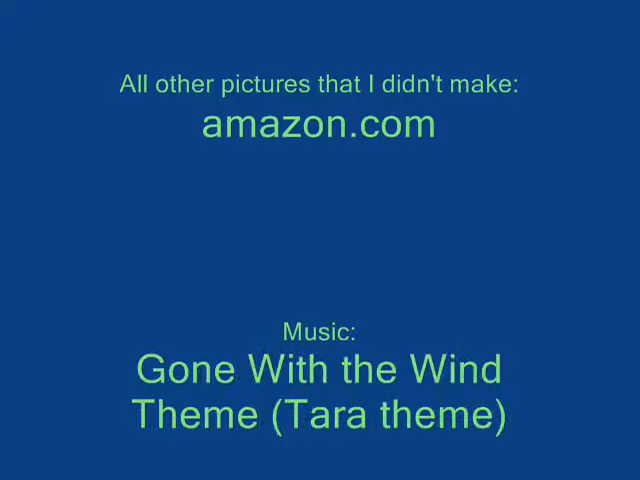 All other pictures that I didn't make:
amazon.com
Music:
Gone With the Wind
Theme (Tara theme)